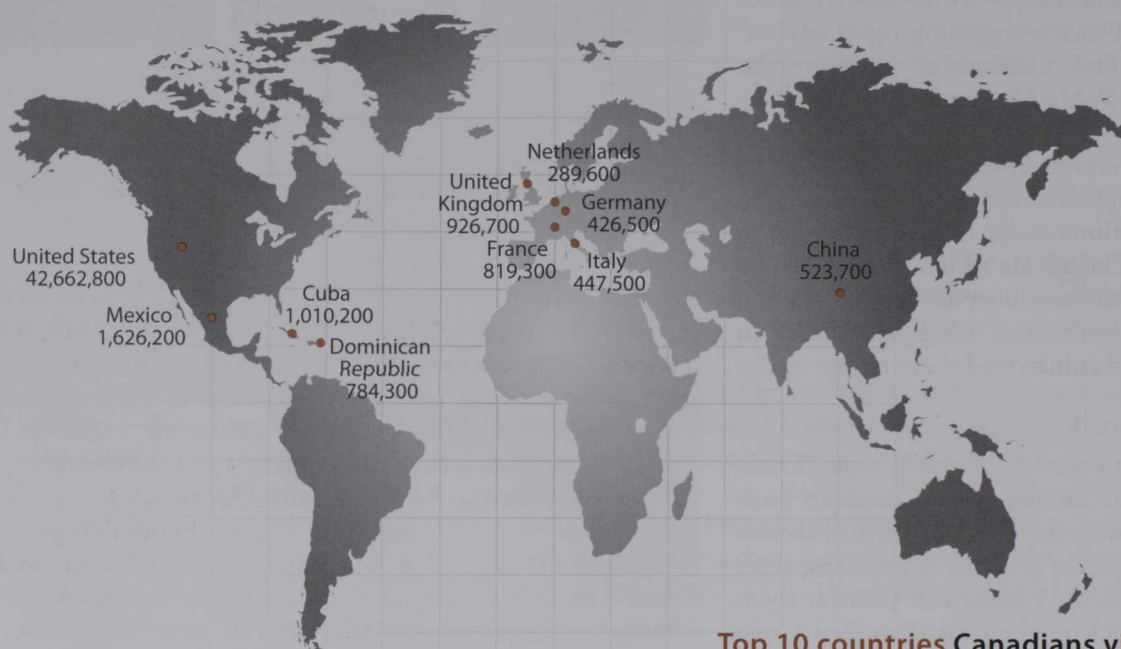 Netherlands
289,600
United
Kingdom
926,700
Germany
426,500
France
819,300
Italy
447,500
China
523,700
United States
42,662,800
Mexico
1,626,200
Cuba
1,010,200
Dominican
Republic
784,300
Top 10 countries Canadians